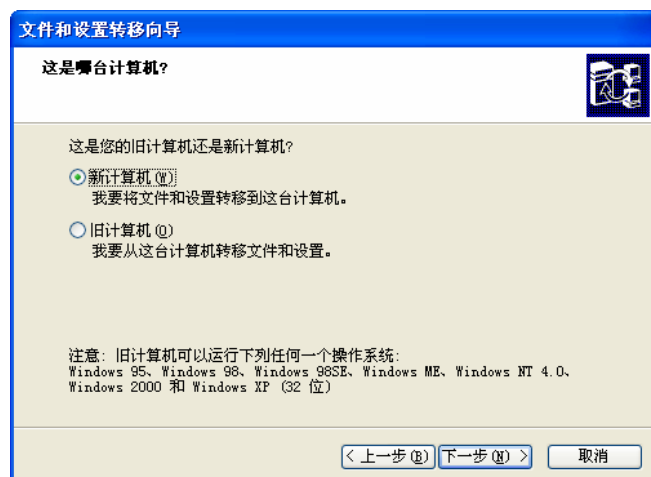 文件和设置转移向导
这是哪台计算机?
这是您的旧计算机还是新计算机?
新计算机(W)
我要将文件和设置转移到这台计算机。
旧计算机(O)
我要从这台计算机转移文件和设置。
注意: 旧计算机可以运行下列任何一个操作系统:
Windows 95、Windows 98、Windows 98SE、Windows ME、Windows NT 4.0、
Windows 2000 和 Windows XP (32 位)
< 上一步(B) 下一步(N) > 取消